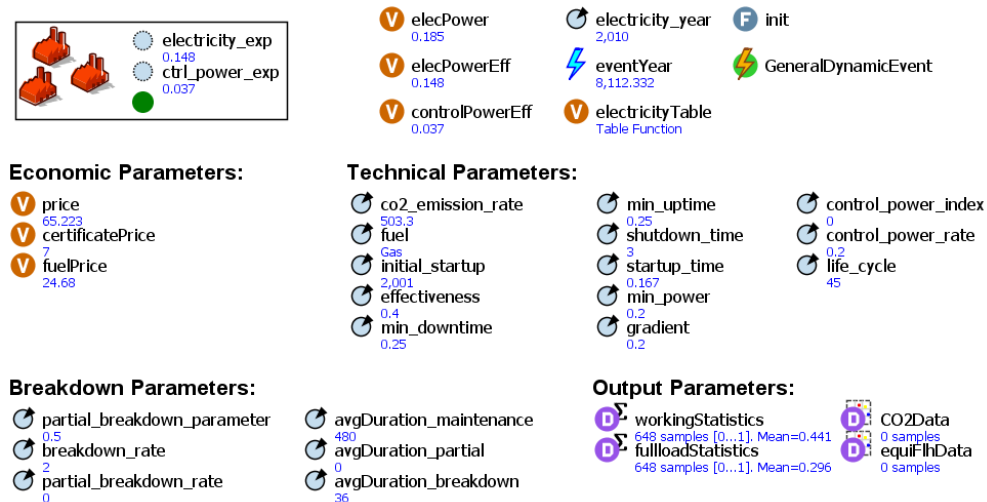 electricity_exp
0.148
ctrl_power_exp
0.037
V elecPower
0.185
V elecPowerEff
0.148
V controlPowerEff
0.037
electricity_year
2,010
eventYear
8,112.332
V electricityTable
Table Function
F init
GeneralDynamicEvent
Economic Parameters:
V price
65.223
V certificatePrice
7
V fuelPrice
24.68
Technical Parameters:
co2_emission_rate
503.3
fuel
Gas
initial_startup
2,001
effectiveness
0.4
min_downtime
0.25
min_uptime
0.25
shutdown_time
3
startup_time
0.167
min_power
0.2
gradient
0.2
control_power_index
0
control_power_rate
0.2
life_cycle
45
Breakdown Parameters:
partial_breakdown_parameter
0.5
breakdown_rate
2
partial_breakdown_rate
0
avgDuration_maintenance
480
avgDuration_partial
0
avgDuration_breakdown
36
Output Parameters:
D Σ workingStatistics
648 samples [0...1]. Mean=0.441
D Σ fullloadStatistics
648 samples [0...1]. Mean=0.296
D CO2Data
0 samples
D equiFlhData
0 samples